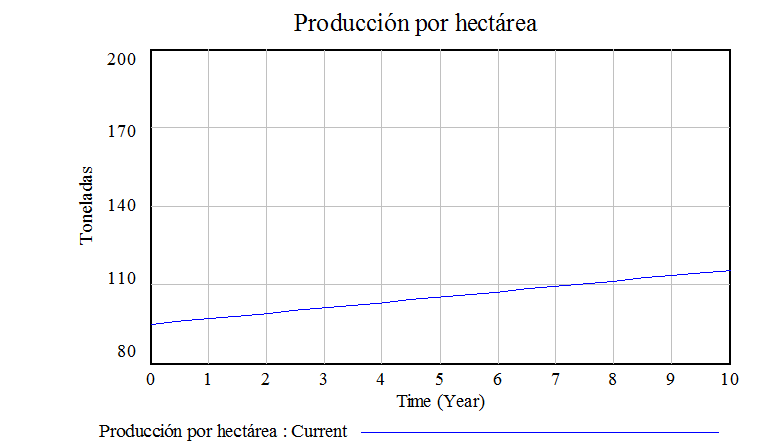 Producción por hectárea
200
170
140
110
80
Toneladas
0 1 2 3 4 5 6 7 8 9 10
Time (Year)
Producción por hectárea : Current